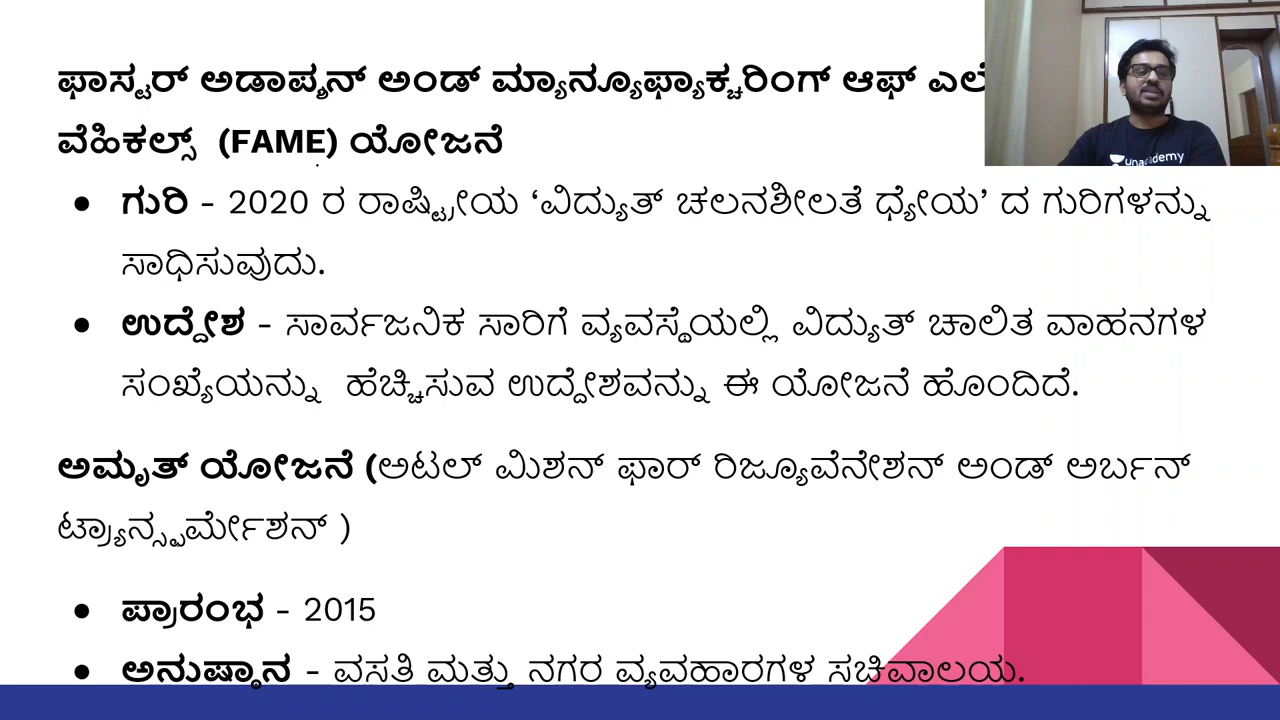 ಫಾಸ್ಟರ್ ಅಡಾಪ್ಶನ್ ಅಂಡ್ ಮ್ಯಾನ್ಯೂಫ್ಯಾಕ್ಚರಿಂಗ್ ಆಫ್
ವೆಹಿಕಲ್ಸ್ (FAME) ಯೋಜನೆ
● ಗುರಿ - 2020 ರ ರಾಷ್ಟ್ರೀಯ ‘ವಿದ್ಯುತ್ ಚಲನಶೀಲತೆ ಧ್ಯೇಯ’ ದ ಗುರಿಗಳನ್ನು
ಸಾಧಿಸುವುದು.
● ಉದ್ದೇಶ - ಸಾರ್ವಜನಿಕ ಸಾರಿಗೆ ವ್ಯವಸ್ಥೆಯಲ್ಲಿ ವಿದ್ಯುತ್ ಚಾಲಿತ ವಾಹನಗಳ
ಸಂಖ್ಯೆಯನ್ನು ಹೆಚ್ಚಿಸುವ ಉದ್ದೇಶವನ್ನು ಈ ಯೋಜನೆ ಹೊಂದಿದೆ.
ಅಮೃತ್ ಯೋಜನೆ (ಅಟಲ್ ಮಿಶನ್ ಫಾರ್ ರಿಜ್ಯೂವೆನೇಶನ್ ಅಂಡ್ ಅರ್ಬನ್
ಟ್ರ್ಯಾನ್ಸ್ಫರ್ಮೇಶನ್ )
● ಪ್ರಾರಂಭ - 2015
● ಅನುಷ್ಠಾನ - ವಸತಿ ಮತ್ತು ನಗರ ವ್ಯವಹಾರಗಳ ಸಚಿವಾಲಯ.
unacademy